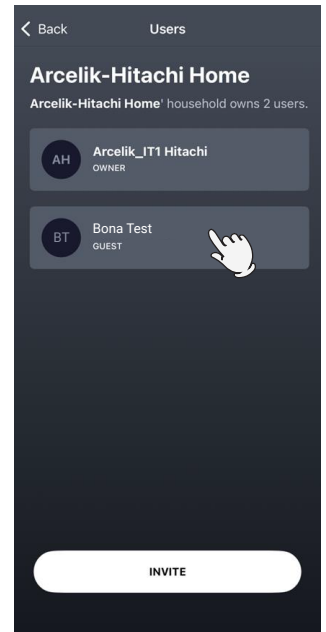 Back
Users
Arcelik-Hitachi Home
Arcelik-Hitachi Home' household owns 2 users.
AH
Arcelik_IT1 Hitachi
OWNER
BT
Bona Test
GUEST
INVITE